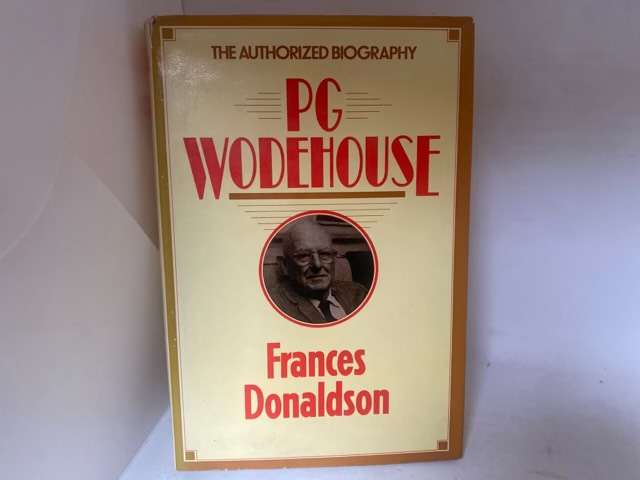 THE AUTHORIZED BIOGRAPHY
PG
WODEHOUSE
Frances
Donaldson